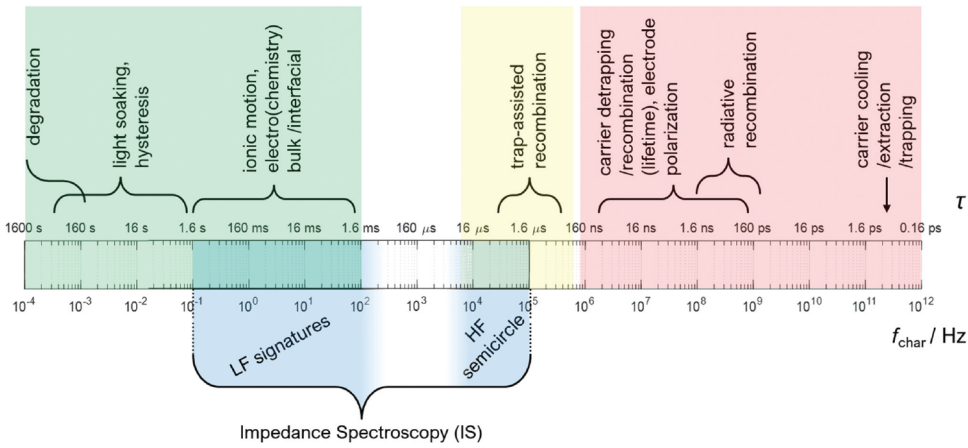 degradation
light soaking,
hysteresis
ionic motion,
electro(chemistry)
bulk /interfacial
trap-assisted
recombination
carrier detrapping
/recombination
(lifetime), electrode
polarization
radiative
recombination
carrier cooling
/extraction
/trapping
τ
1600 s 160 s 16 s 1.6 s 160 ms 16 ms 1.6 ms 160 μs 16 μs 1.6 μs 160 ns 16 ns 1.6 ns 160 ps 16 ps 1.6 ps 0.16 ps
10⁻⁴ 10⁻³ 10⁻² 10⁻¹ 10⁰ 10¹ 10² 10³ 10⁴ 10⁵ 10⁶ 10⁷ 10⁸ 10⁹ 10¹⁰ 10¹¹ 10¹²
f_char / Hz
LF signatures
HF
semicircle
Impedance Spectroscopy (IS)